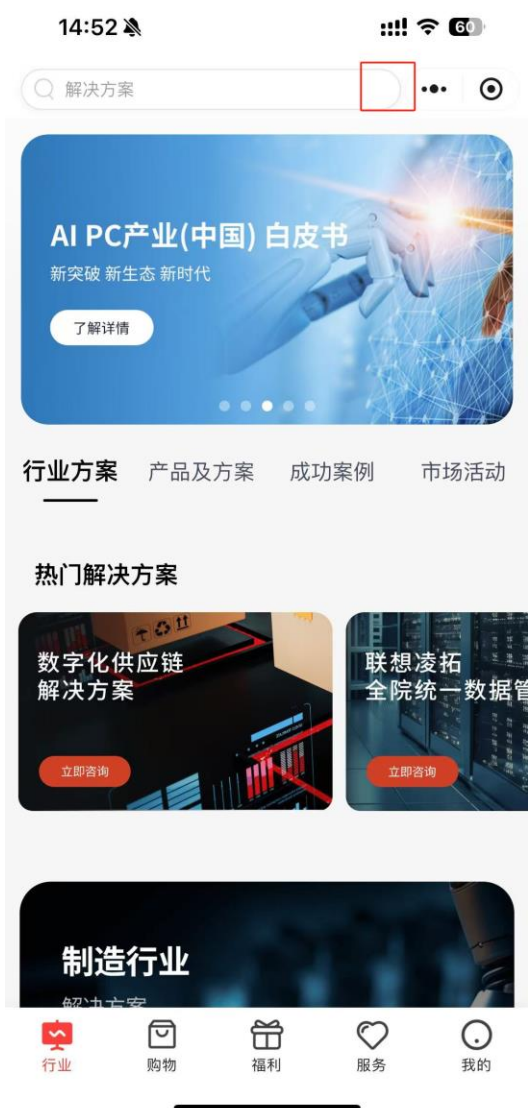 14:52
60
解决方案
AI PC产业(中国) 白皮书
新突破 新生态 新时代
了解详情
行业方案 产品及方案 成功案例 市场活动
热门解决方案
数字化供应链
解决方案
立即咨询
联想凌拓
全院统一数据管
立即咨询
制造行业
解决方案
行业 购物 福利 服务 我的